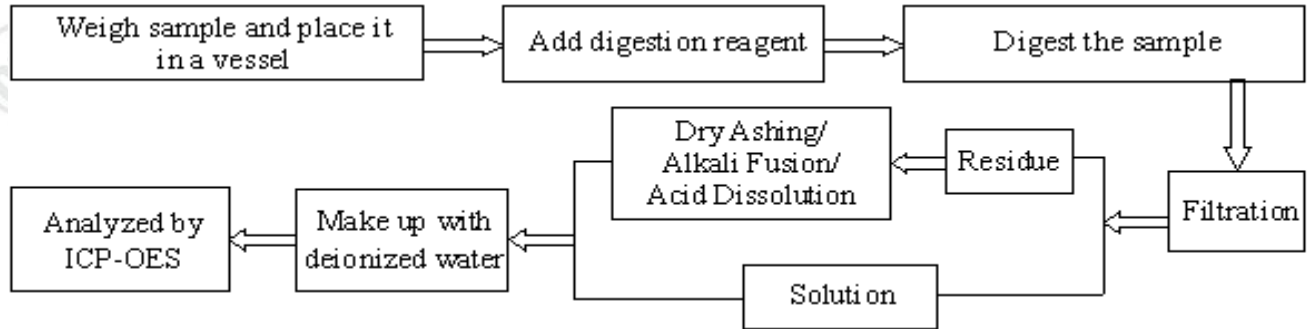 Weigh sample and place it
in a vessel
Add digestion reagent
Digest the sample
Filtration
Residue
Dry Ashing/
Alkali Fusion/
Acid Dissolution
Solution
Make up with
deionized water
Analyzed by
ICP-OES